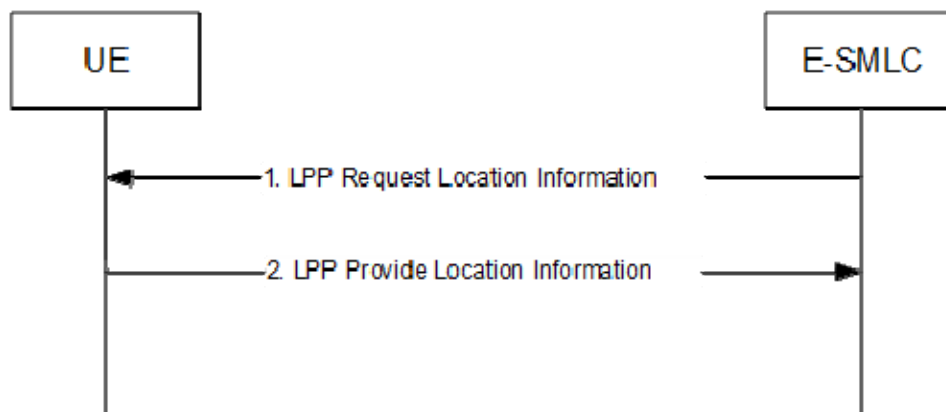 UE
E-SMLC
1. LPP Request Location Information
2. LPP Provide Location Information